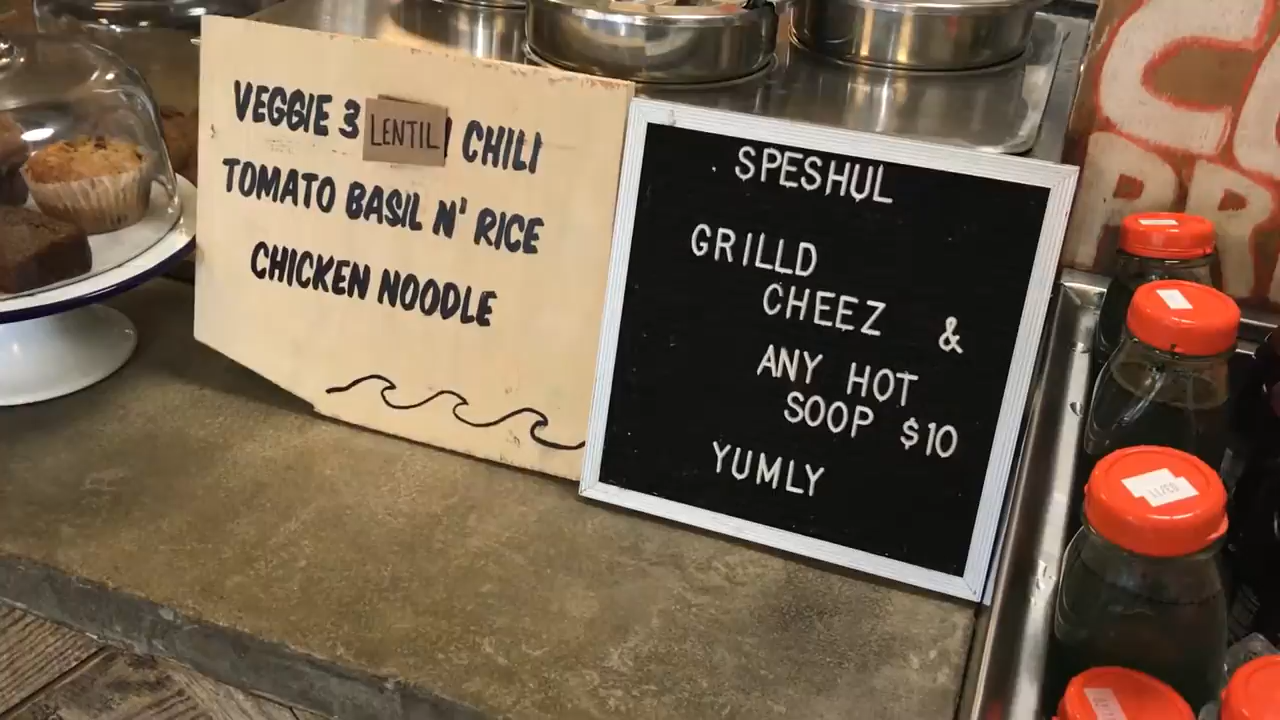 VEGGIE 3 LENTIL CHILI
TOMATO BASIL N' RICE
CHICKEN NOODLE
SPESHUL
GRILLD
CHEEZ &
ANY HOT
SOOP $10
YUMLY